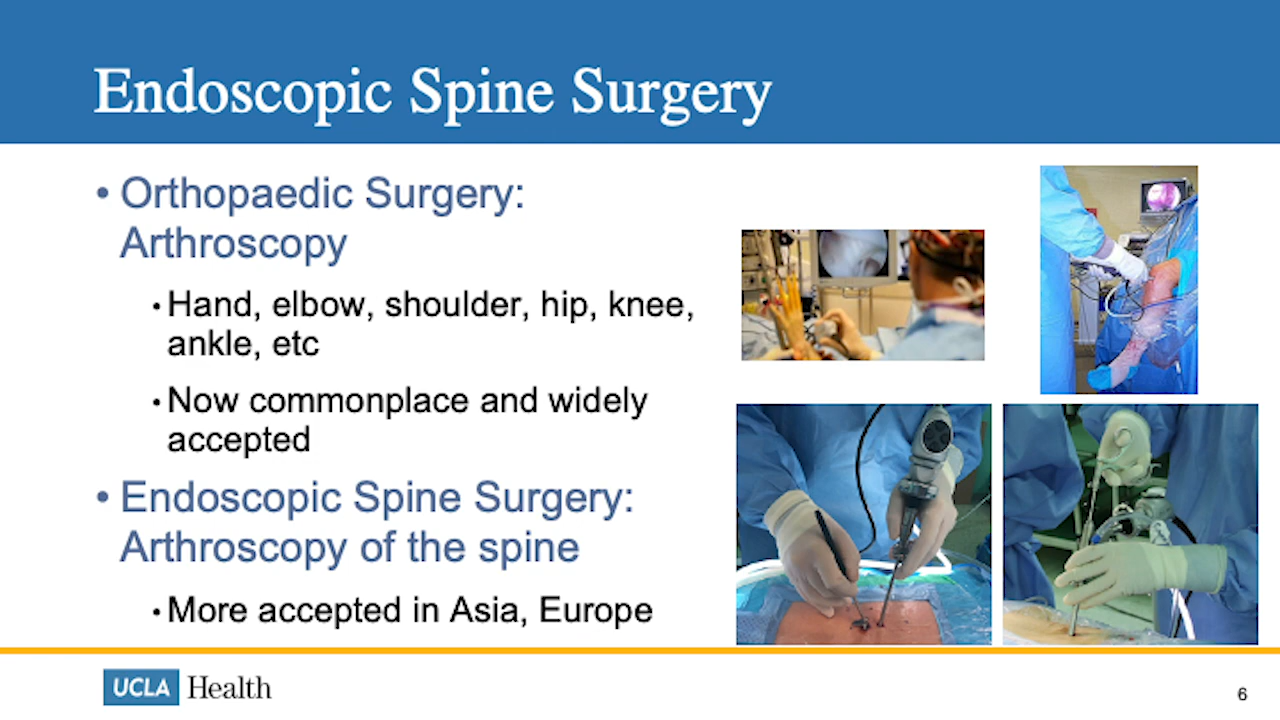 Endoscopic Spine Surgery
• Orthopaedic Surgery:
Arthroscopy
• Hand, elbow, shoulder, hip, knee,
ankle, etc
• Now commonplace and widely
accepted
• Endoscopic Spine Surgery:
Arthroscopy of the spine
• More accepted in Asia, Europe
UCLA Health
6